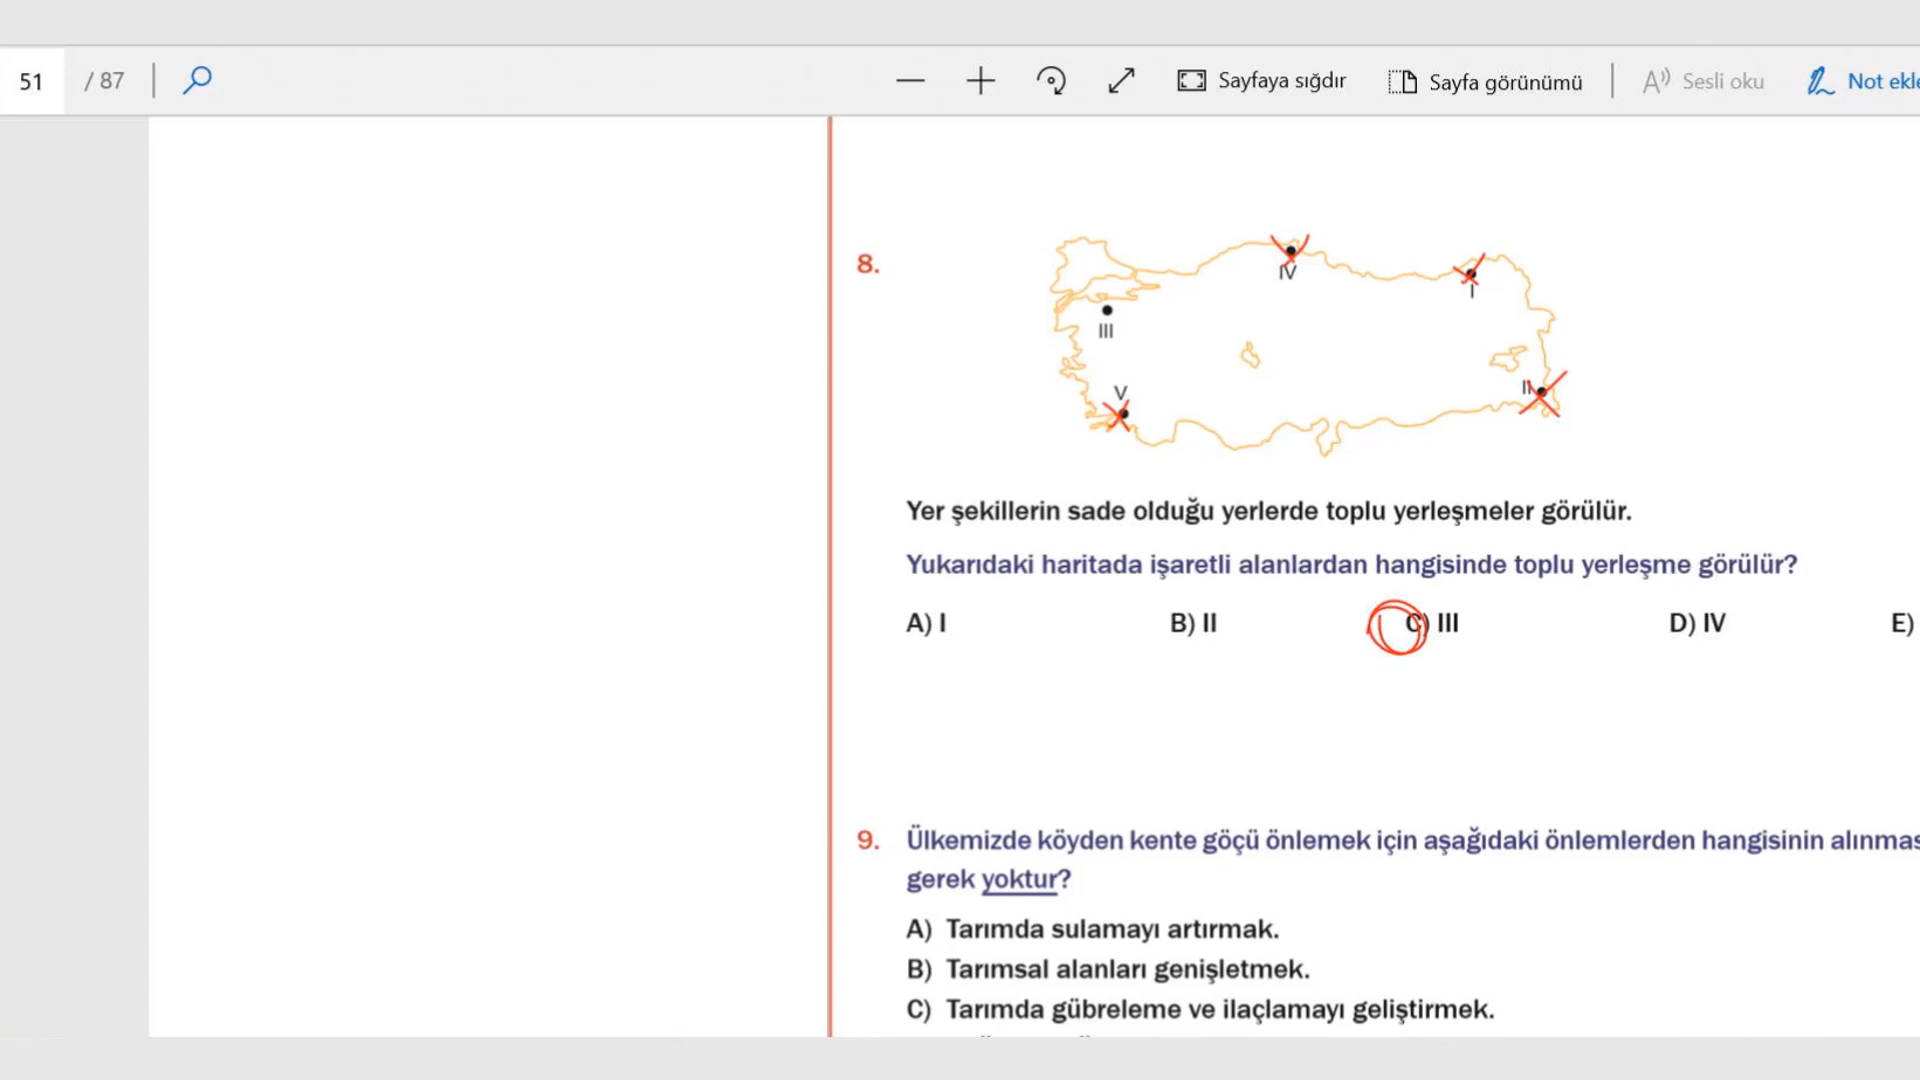 51 / 87 Sayfaya sığdır Sayfa görünümü Sesli oku Not ekle
8.
IV
I
III
II
V
Yer şekillerin sade olduğu yerlerde toplu yerleşmeler görülür.
Yukarıdaki haritada işaretli alanlardan hangisinde toplu yerleşme görülür?
A) I B) II C) III D) IV E)
9. Ülkemizde köyden kente göçü önlemek için aşağıdaki önlemlerden hangisinin
gerek yoktur?
A) Tarımda sulamayı artırmak.
B) Tarımsal alanları genişletmek.
C) Tarımda gübreleme ve ilaçlamayı geliştirmek.